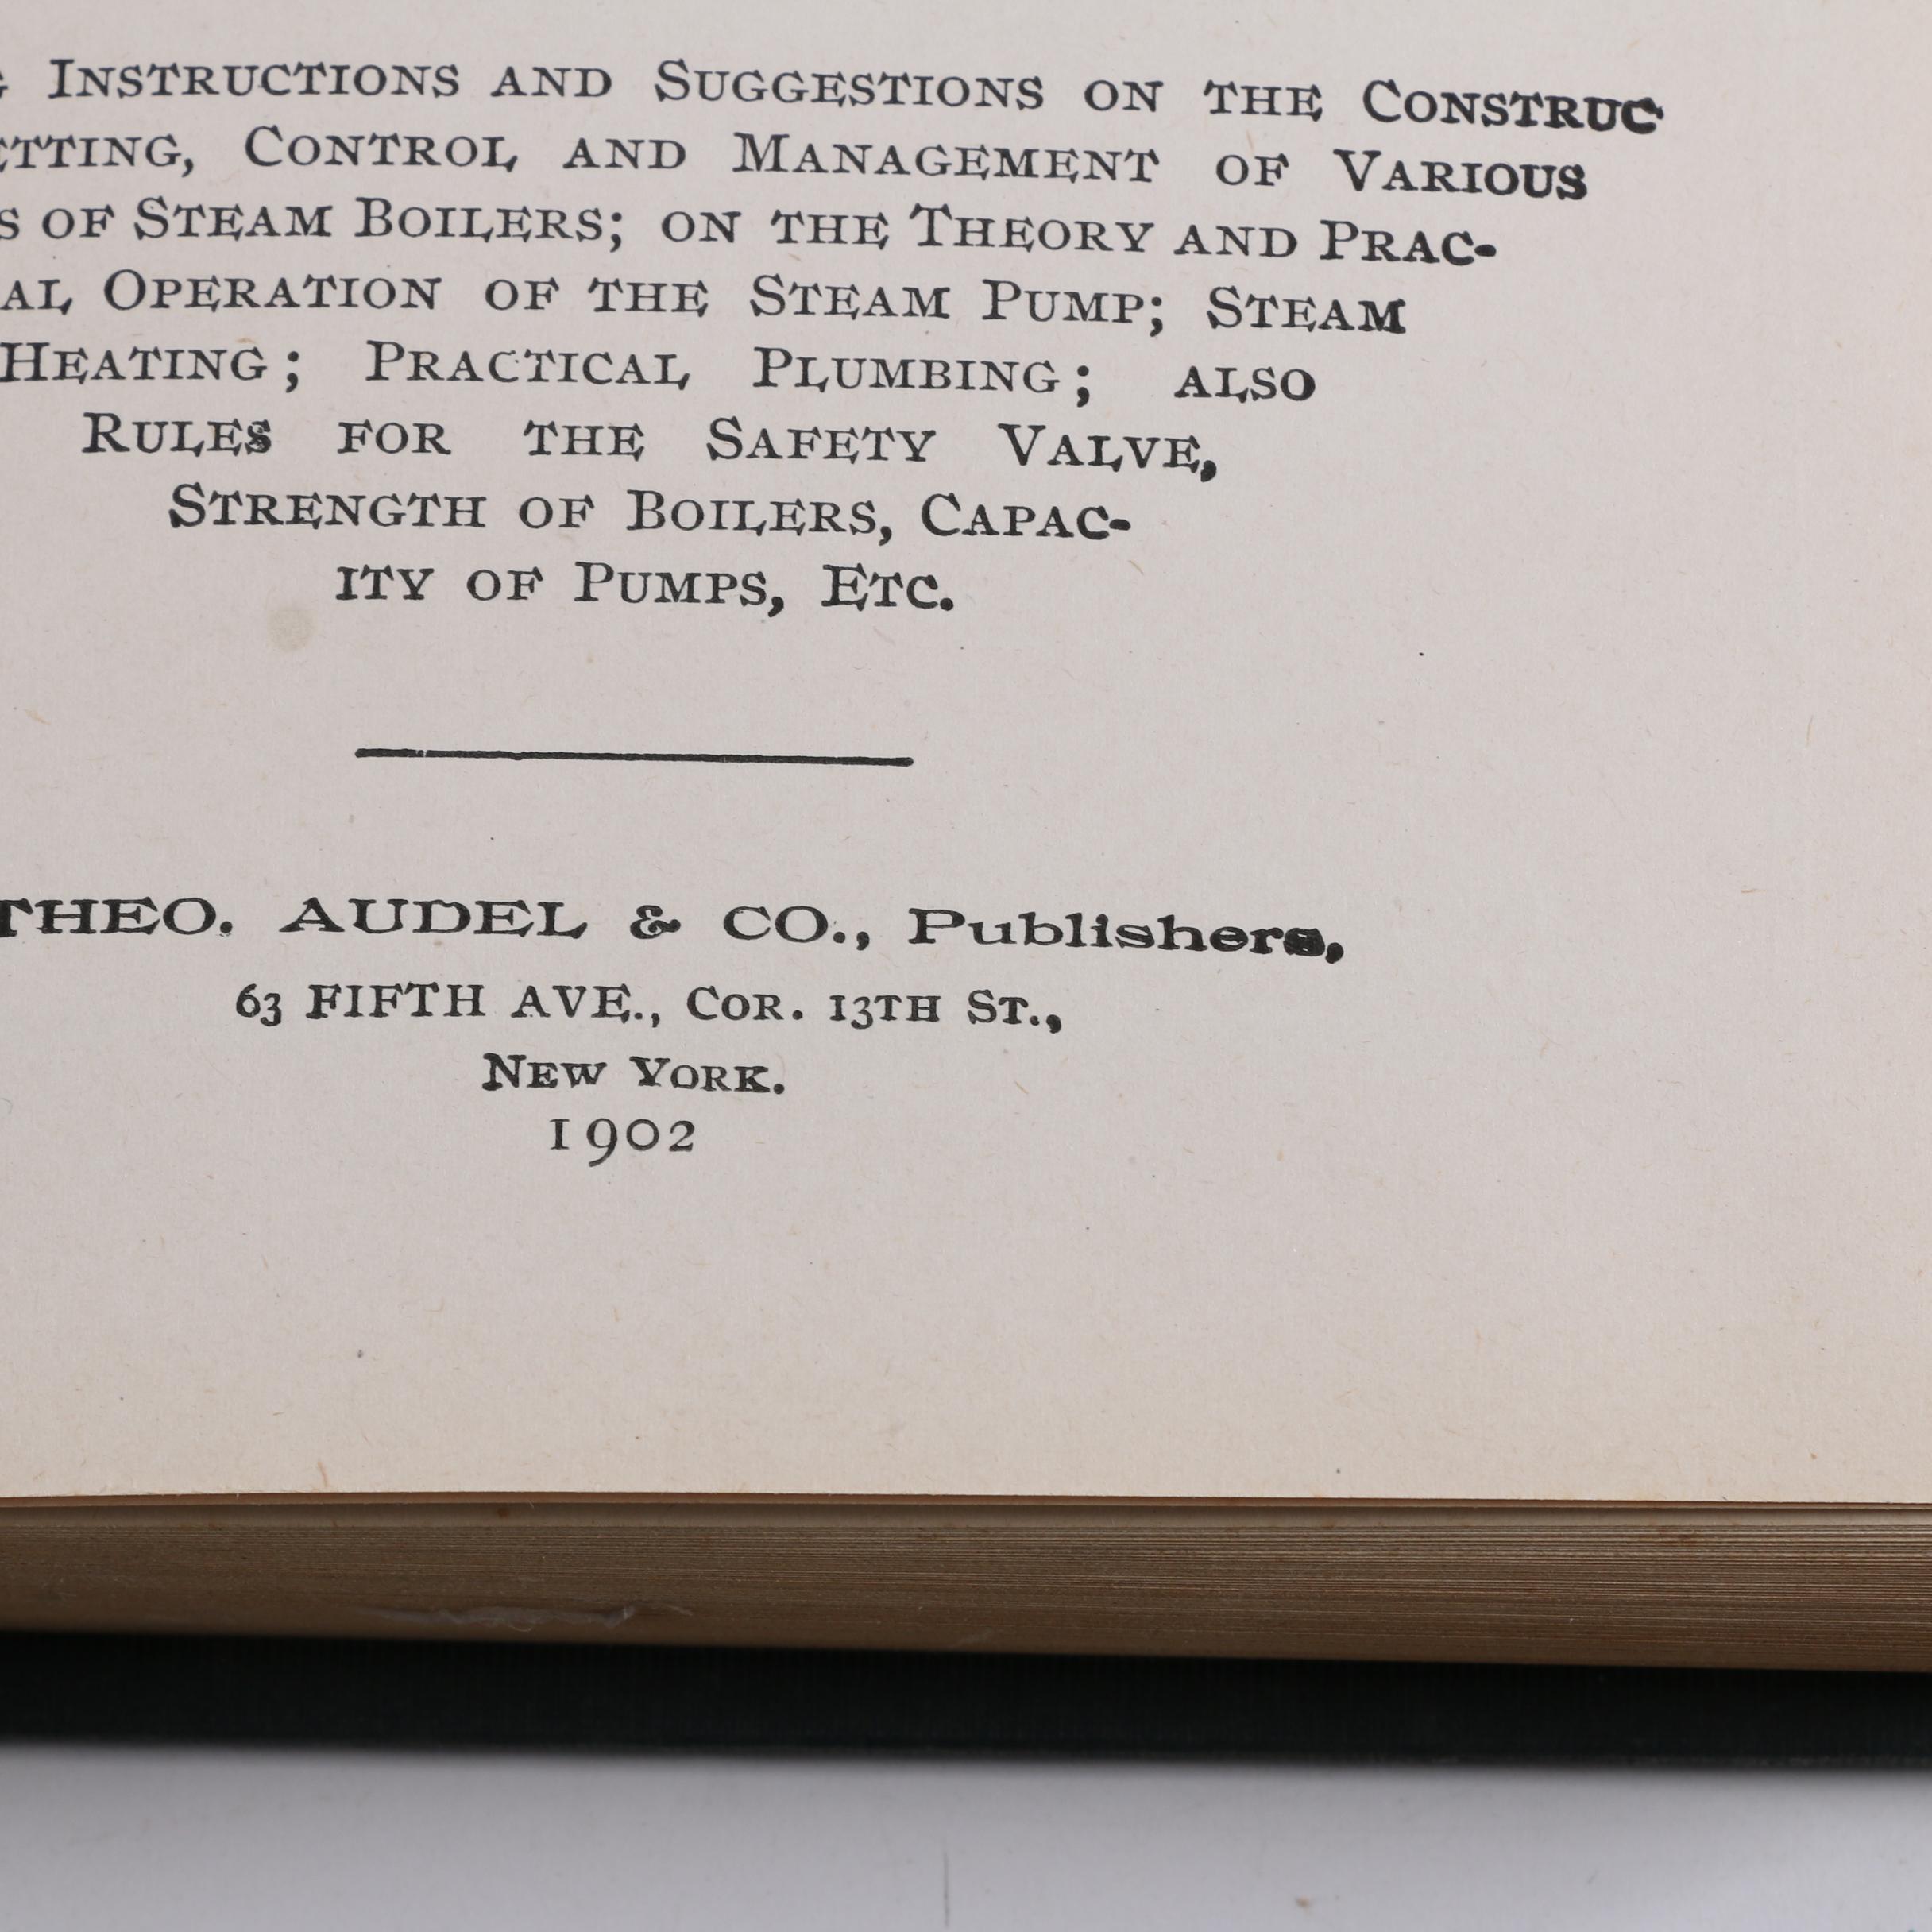 INSTRUCTIONS AND SUGGESTIONS ON THE CONSTRUC
ETTING, CONTROL AND MANAGEMENT OF VARIOUS
S OF STEAM BOILERS; ON THE THEORY AND PRAC-
AL OPERATION OF THE STEAM PUMP; STEAM
HEATING; PRACTICAL PLUMBING; ALSO
RULES FOR THE SAFETY VALVE,
STRENGTH OF BOILERS, CAPAC-
ITY OF PUMPS, ETC.
THEO. AUDEL & CO., Publishers,
63 FIFTH AVE., COR. 13TH ST.,
NEW YORK.
1902